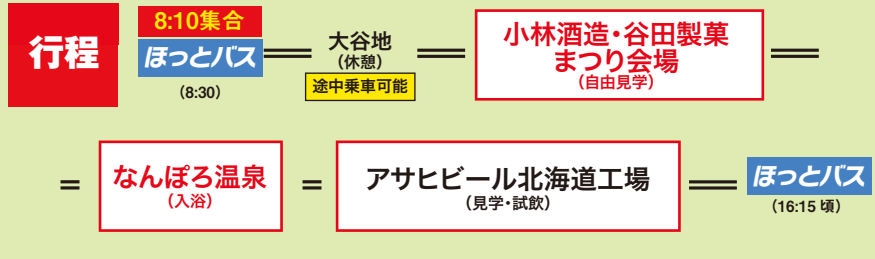 行程
8:10集合
ほっとバス
(8:30)
大谷地
(休憩)
途中乗車可能
小林酒造・谷田製菓
まつり会場
(自由見学)
なんぽろ温泉
(入浴)
アサヒビール北海道工場
(見学・試飲)
ほっとバス
(16:15頃)